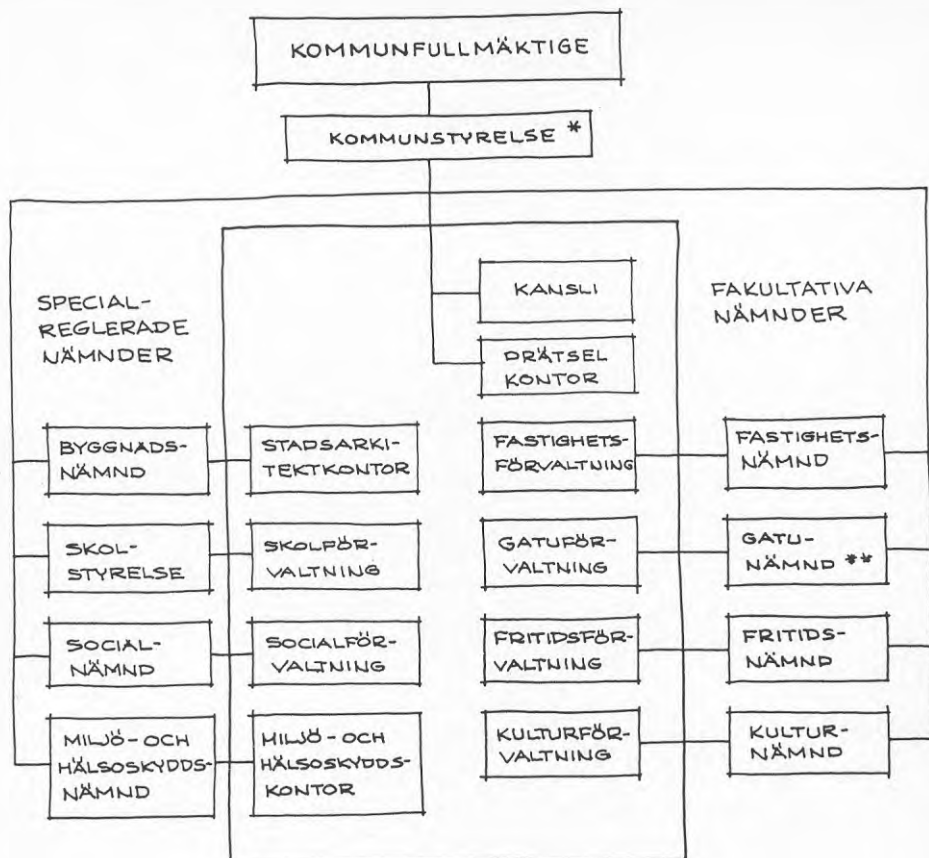 KOMMUNFULLMÄKTIGE
KOMMUNSTYRELSE *
SPECIAL-
REGLERADE
NÄMNDER
KANSLI
DRÄTSEL
KONTOR
FAKULTATIVA
NÄMNDER
BYGGNADS-
NÄMND
STADSARKI-
TEKTKONTOR
FASTIGHETS-
FÖRVALTNING
FASTIGHETS-
NÄMND
SKOL-
STYRELSE
SKOLFÖR-
VALTNING
GATUFÖR-
VALTNING
GATU-
NÄMND **
SOCIAL-
NÄMND
SOCIALFÖR-
VALTNING
FRITIDSFÖR-
VALTNING
FRITIDS-
NÄMND
MILJÖ- OCH
HÄLSOSKYDDS-
NÄMND
MILJÖ- OCH
HÄLSOSKYDDS-
KONTOR
KULTURFÖR-
VALTNING
KULTUR-
NÄMND